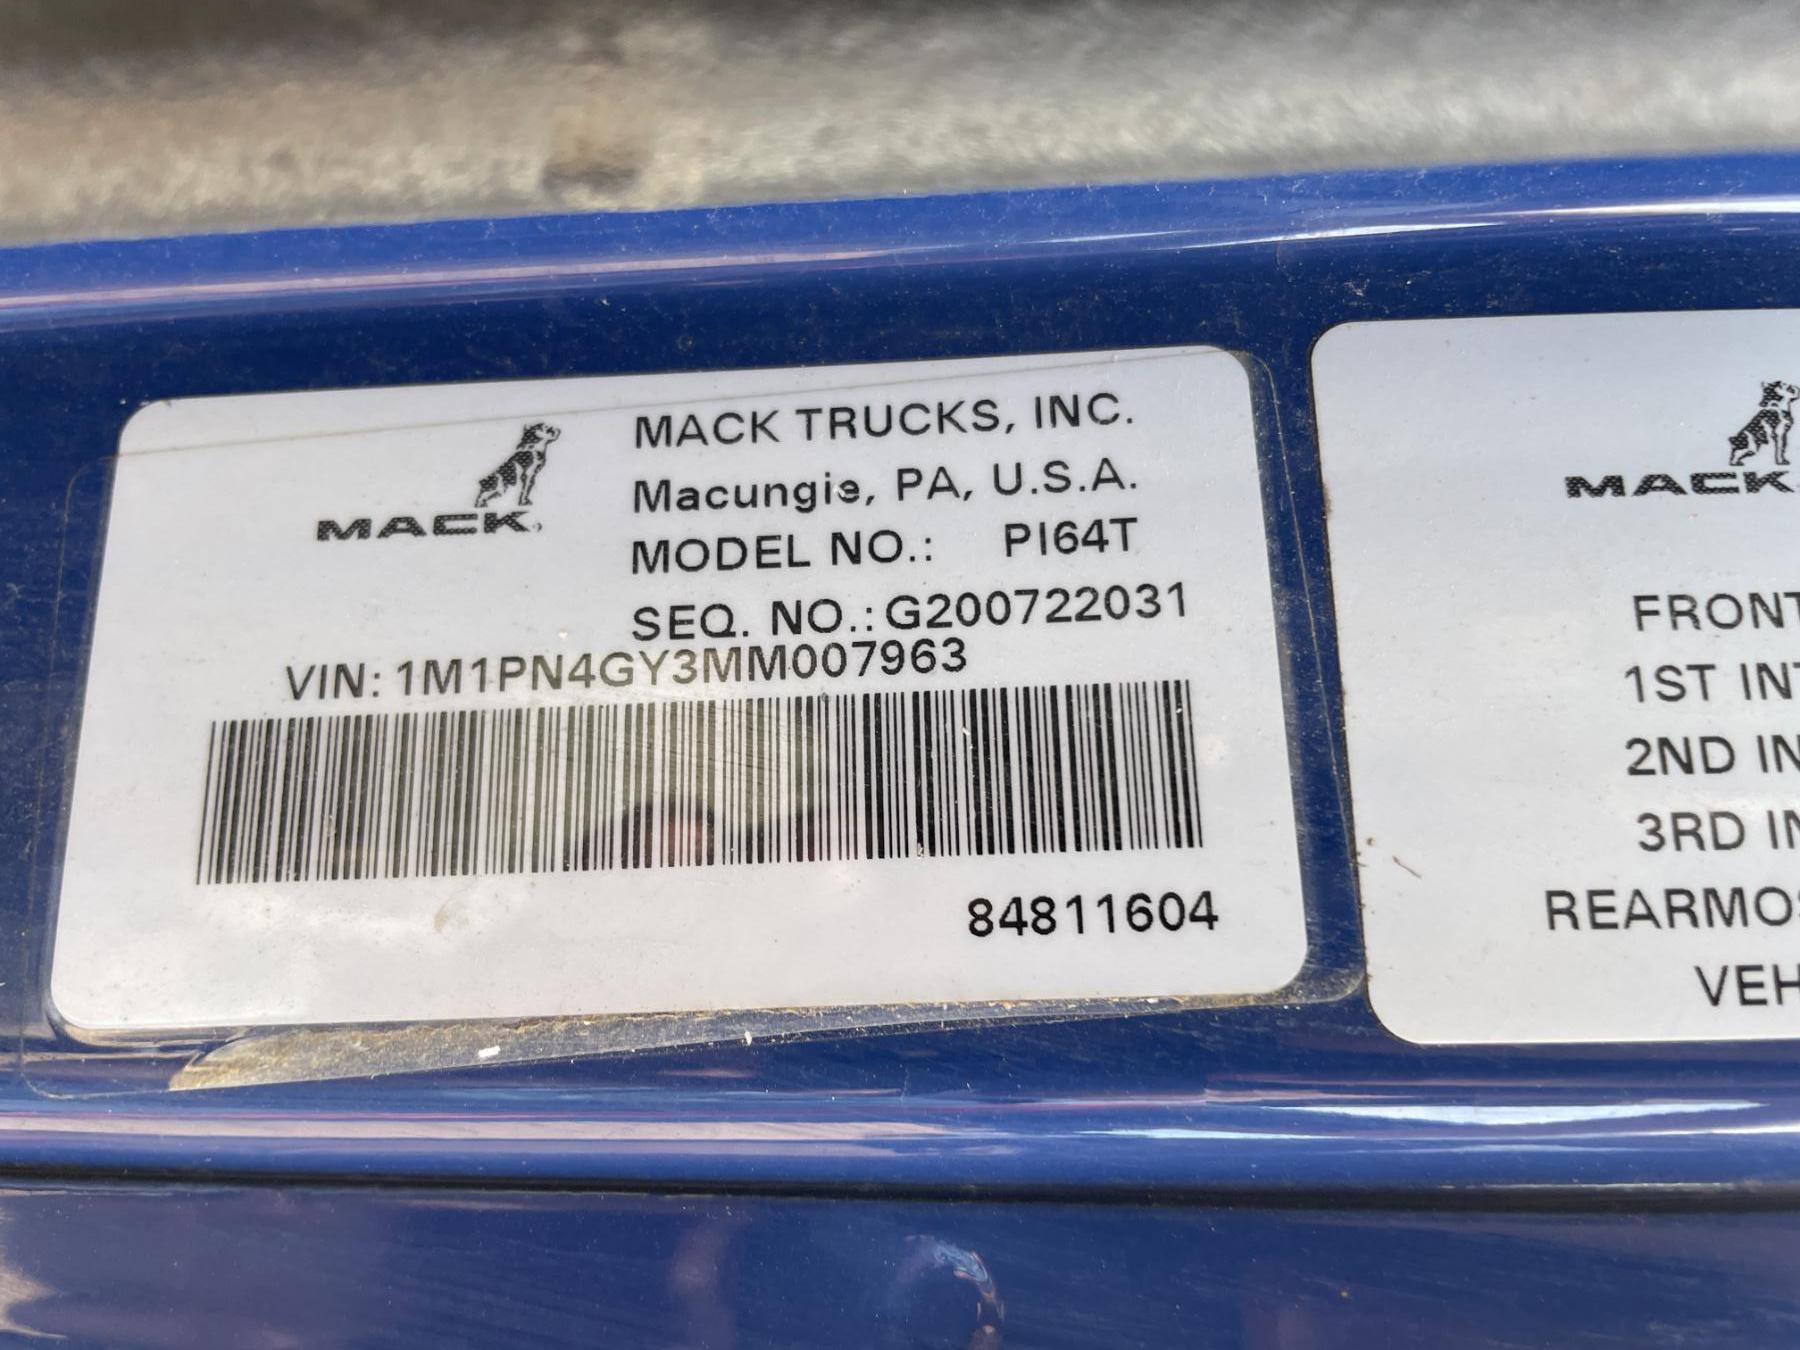 MACK
MACK TRUCKS, INC.
Macungie, PA, U.S.A.
MODEL NO.: PI64T
SEQ. NO.: G200722031
VIN: 1M1PN4GY3MM007963
84811604
MACK
FRONT
1ST INT
2ND IN
3RD IN
REARMOS
VEH